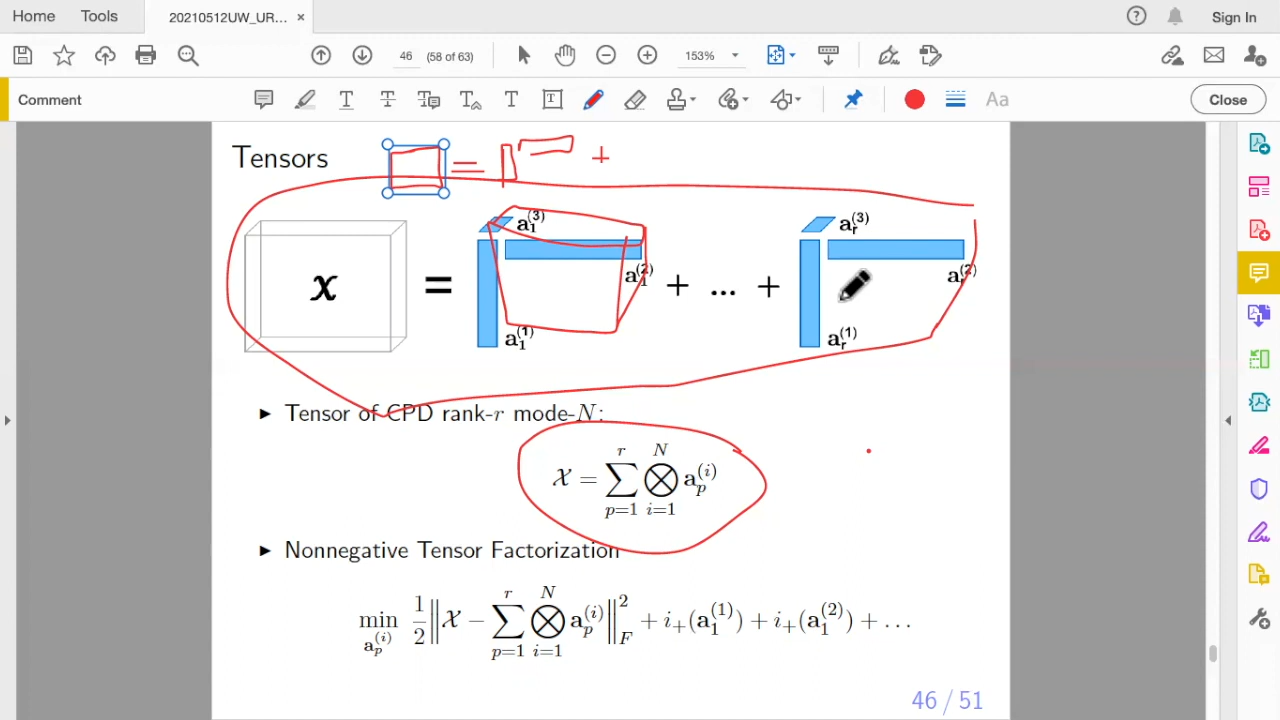 Home Tools 20210512UW_UR... × Sign In
46 (58 of 63) 153%
Comment Close
Tensors = +
a₁⁽³⁾ aᵣ⁽³⁾
𝒳 = a₁⁽²⁾ + ... + aᵣ⁽²⁾
a₁⁽¹⁾ aᵣ⁽¹⁾
► Tensor of CPD rank-r mode-N:
𝒳 = ∑_{p=1}^{r} ⨂_{i=1}^{N} a_p^{(i)}
► Nonnegative Tensor Factorization
min_{a_p^{(i)}} 1/2 ‖𝒳 − ∑_{p=1}^{r} ⨂_{i=1}^{N} a_p^{(i)}‖_F^2 + i₊(a₁⁽¹⁾) + i₊(a₁⁽²⁾) + ...
46 / 51